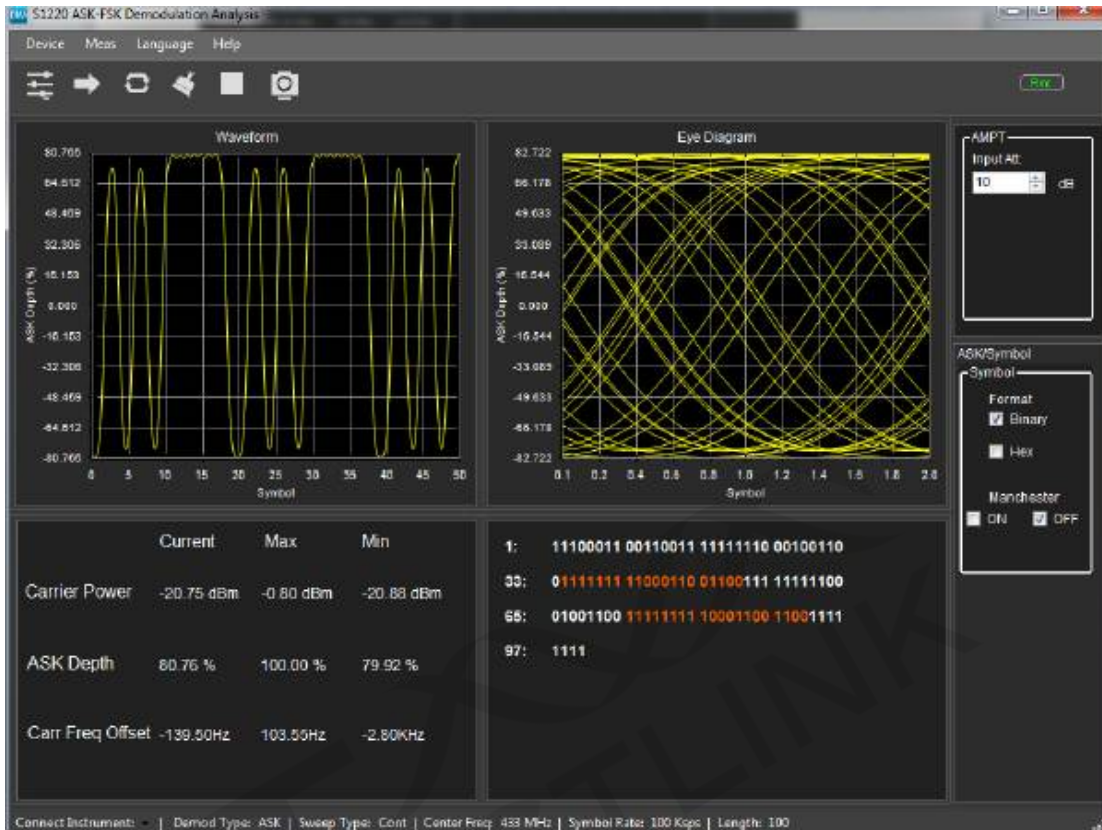 S1220 ASK-FSK Demodulation Analysis
Device Meas Language Help
Waveform
80.766
64.612
48.459
32.306
16.153
0.000
-16.153
-32.306
-48.459
-64.612
-80.766
ASK Depth (%)
0 5 10 15 20 25 30 35 40 45 50
Symbol
Eye Diagram
82.722
66.178
49.633
33.089
16.544
0.000
-16.544
-33.089
-49.633
-66.178
-82.722
ASK Depth (%)
0.1 0.2 0.4 0.6 0.8 1.0 1.2 1.4 1.6 1.8 2.0
Symbol
AMPT
Input Att:
10 dB
ASK/Symbol
Symbol
Format
Binary
Hex
Manchester
ON OFF
Current Max Min
Carrier Power -20.75 dBm -0.80 dBm -20.88 dBm
ASK Depth 80.76 % 100.00 % 79.92 %
Carr Freq Offset -139.50Hz 103.55Hz -2.80KHz
1: 11100011 00110011 11111110 00100110
33: 01111111 11000110 01100111 11111100
65: 01001100 11111111 10001100 11001111
97: 1111
Connect Instrument: | Demod Type: ASK | Sweep Type: Cont | Center Freq: 433 MHz | Symbol Rate: 100 Ksps | Length: 100